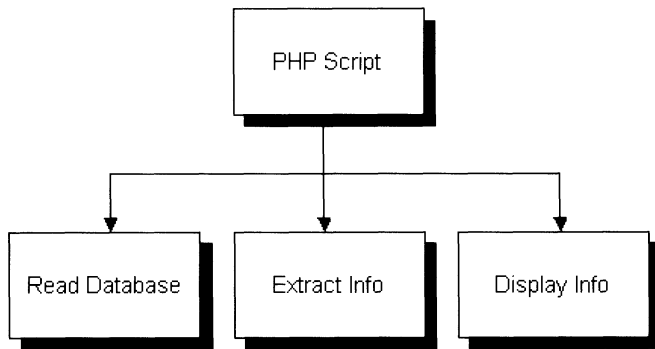 PHP Script
Read Database
Extract Info
Display Info